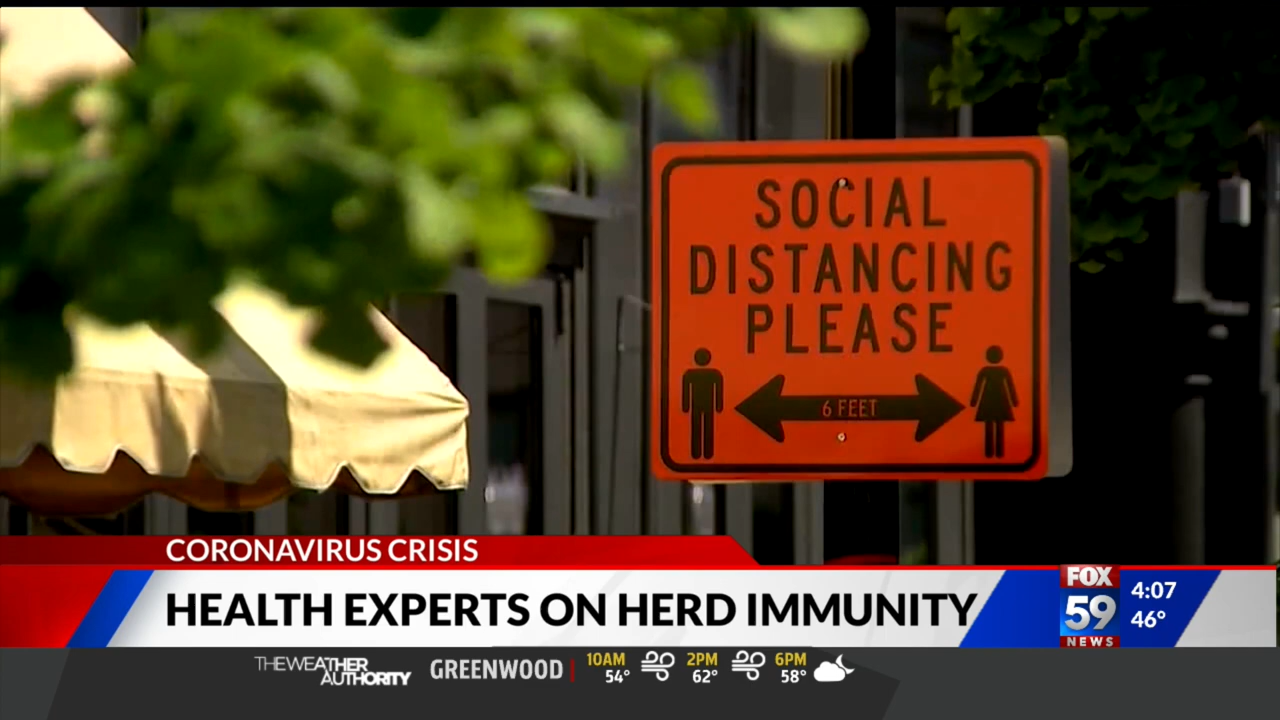 SOCIAL
DISTANCING
PLEASE
6 FEET
CORONAVIRUS CRISIS
HEALTH EXPERTS ON HERD IMMUNITY
FOX
59
NEWS
4:07
46°
THE WEATHER
AUTHORITY
GREENWOOD
10AM 2PM 6PM
54° 62° 58°